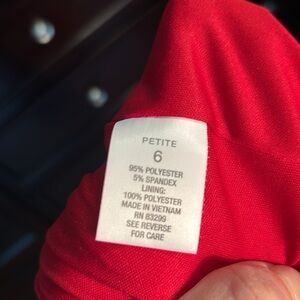 PETITE
6
95% POLYESTER
5% SPANDEX
LINING:
100% POLYESTER
MADE IN VIETNAM
RN 83299
SEE REVERSE
FOR CARE